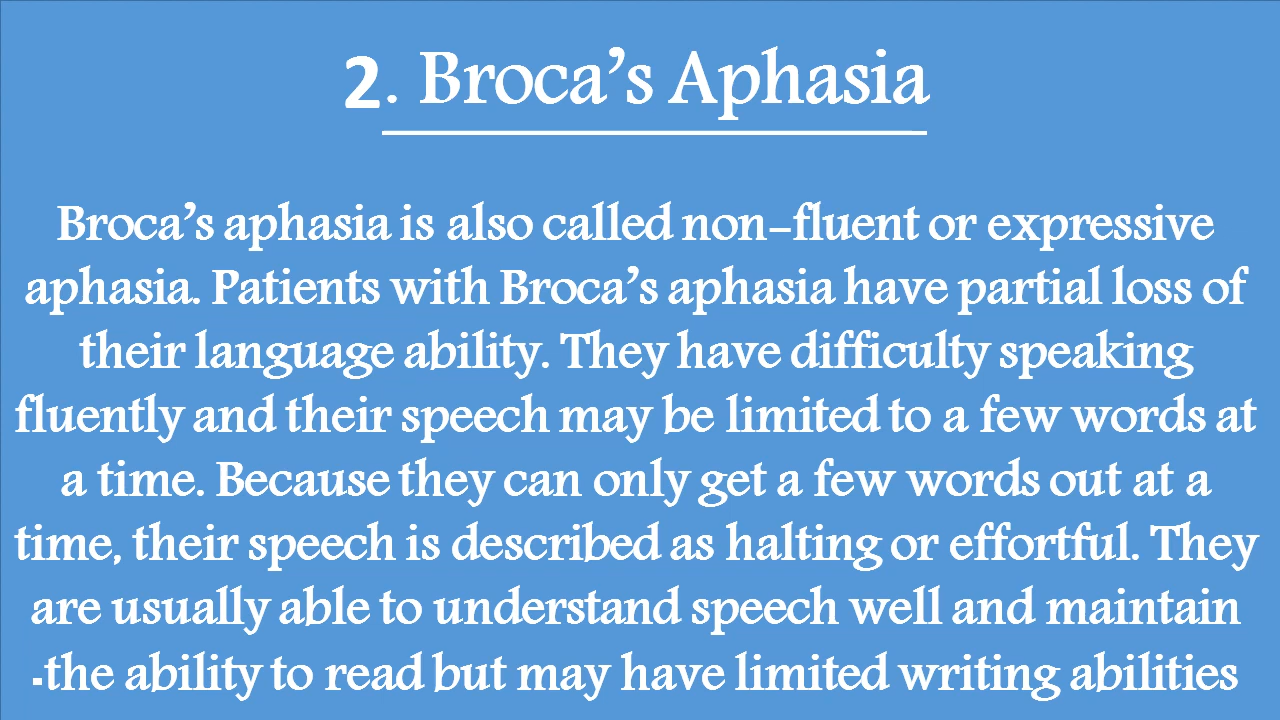 2. Broca’s Aphasia
Broca’s aphasia is also called non-fluent or expressive
aphasia. Patients with Broca’s aphasia have partial loss of
their language ability. They have difficulty speaking
fluently and their speech may be limited to a few words at
a time. Because they can only get a few words out at a
time, their speech is described as halting or effortful. They
are usually able to understand speech well and maintain
.the ability to read but may have limited writing abilities